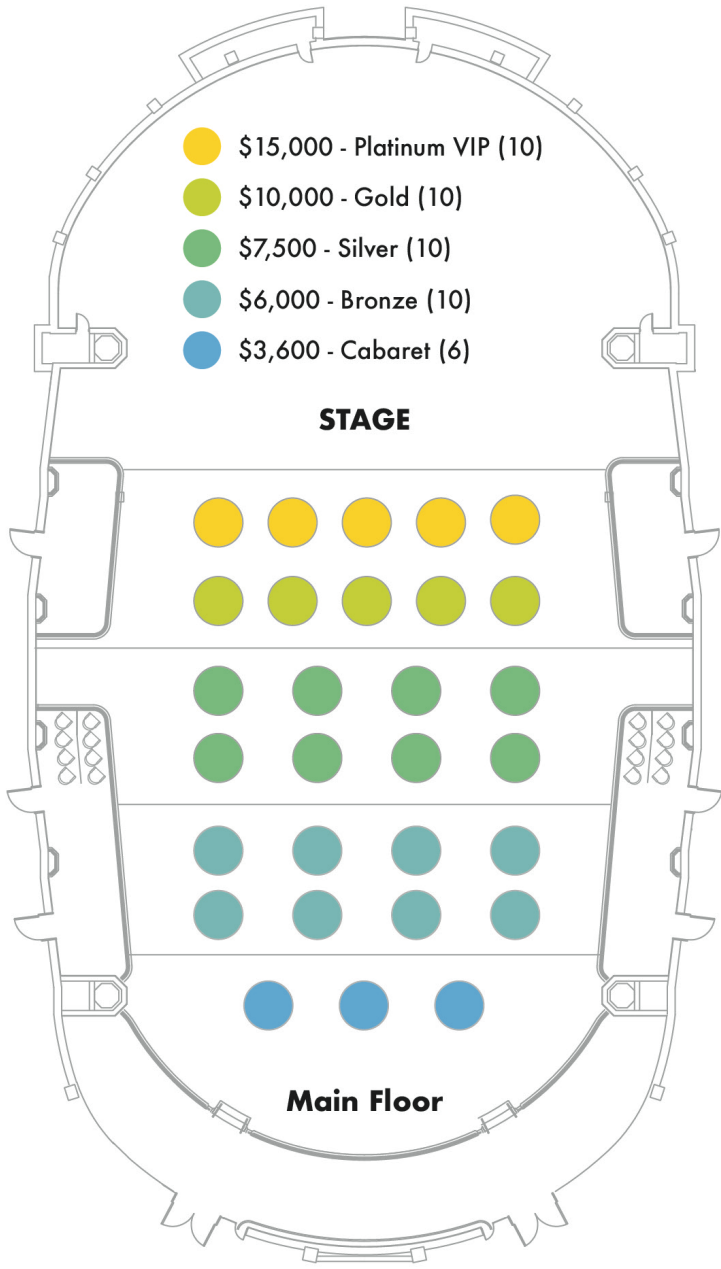 $15,000 - Platinum VIP (10)
$10,000 - Gold (10)
$7,500 - Silver (10)
$6,000 - Bronze (10)
$3,600 - Cabaret (6)
STAGE
Main Floor